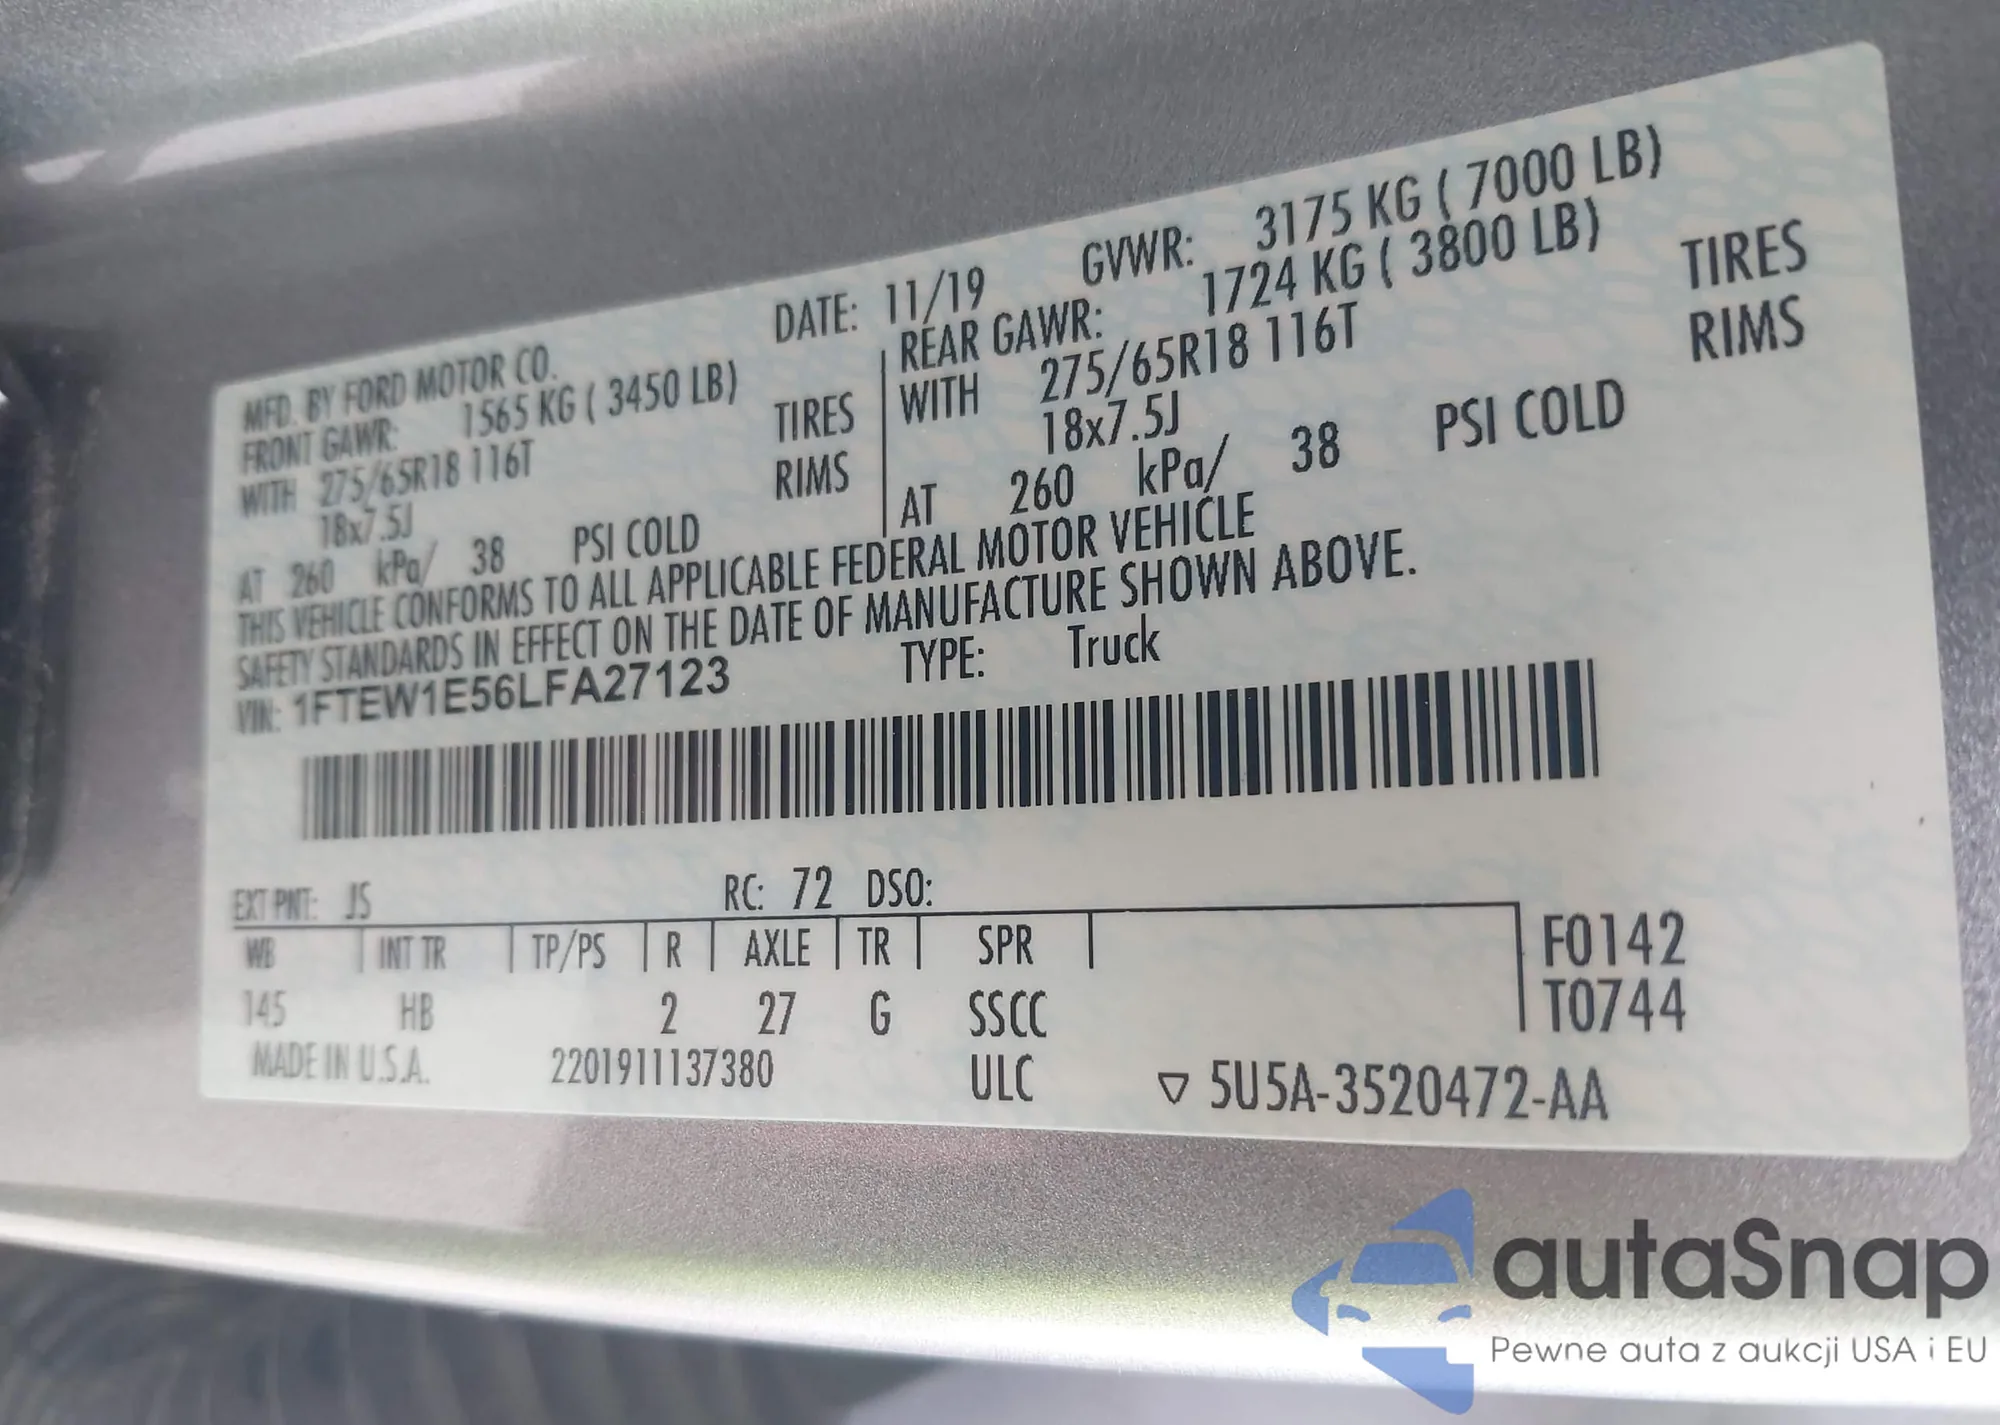 DATE: 11/19 GVWR: 3175 KG ( 7000 LB)
MFD. BY FORD MOTOR CO.
FRONT GAWR: 1565 KG ( 3450 LB)
WITH 275/65R18 116T TIRES
18x7.5J RIMS
AT 260 kPa/ 38 PSI COLD
REAR GAWR: 1724 KG ( 3800 LB)
WITH 275/65R18 116T TIRES
18x7.5J RIMS
AT 260 kPa/ 38 PSI COLD
THIS VEHICLE CONFORMS TO ALL APPLICABLE FEDERAL MOTOR VEHICLE
SAFETY STANDARDS IN EFFECT ON THE DATE OF MANUFACTURE SHOWN ABOVE.
VIN: 1FTEW1E56LFA27123 TYPE: Truck
EXT PNT: JS RC: 72 DSO:
WB INT TR TP/PS R AXLE TR SPR F0142
145 HB 2 27 G SSCC T0744
MADE IN U.S.A. 2201911137380 ULC ▽ 5U5A-3520472-AA
autaSnap
Pewne auta z aukcji USA i EU